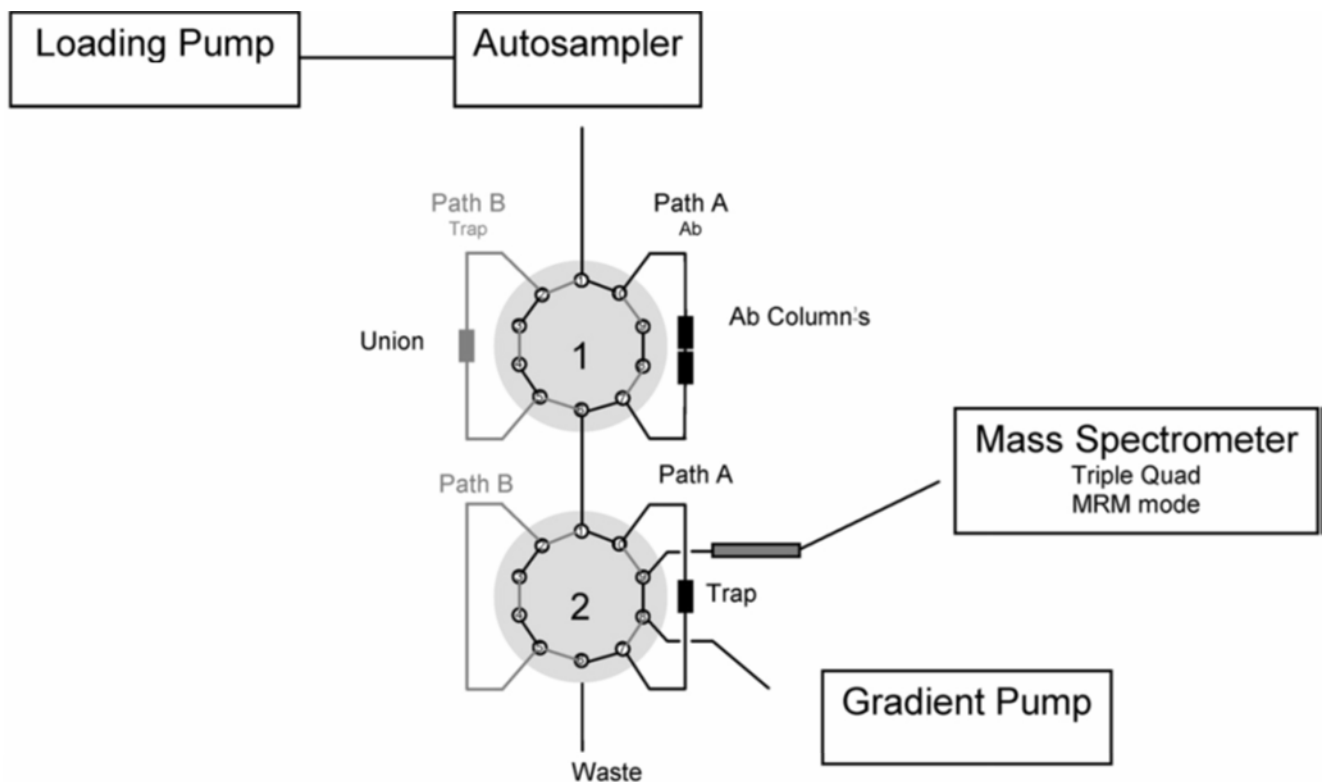 Loading Pump
Autosampler
Path B
Trap
Path A
Ab
Union
1
Ab Column's
Path B
Path A
Mass Spectrometer
Triple Quad
MRM mode
2
Trap
Gradient Pump
Waste